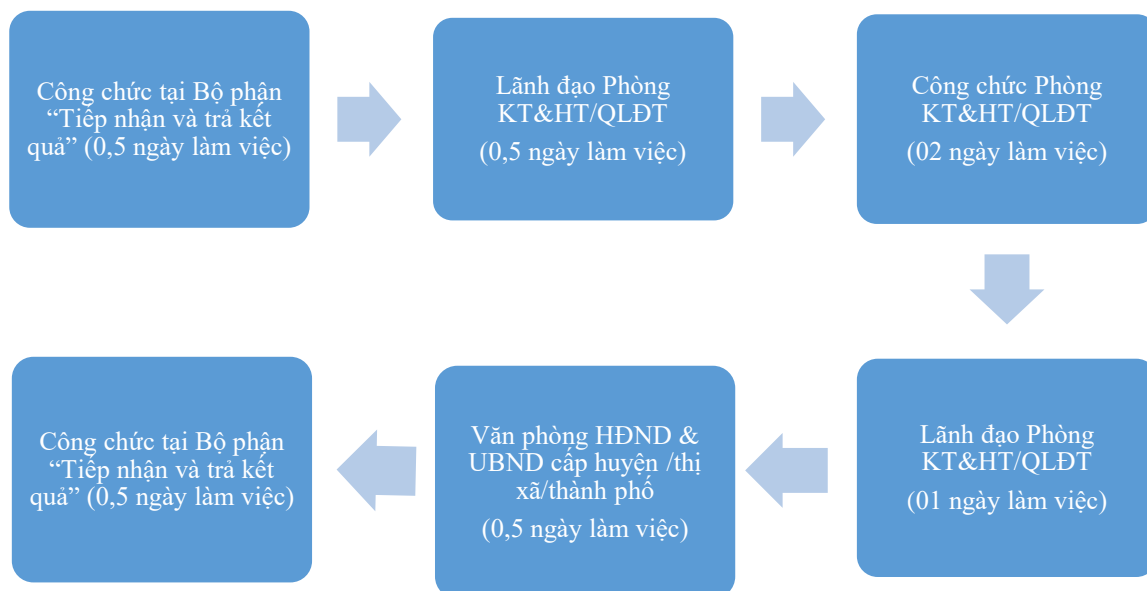 Công chức tại Bộ phận
“Tiếp nhận và trả kết
quả” (0,5 ngày làm việc)
Lãnh đạo Phòng
KT&HT/QLĐT
(0,5 ngày làm việc)
Công chức Phòng
KT&HT/QLĐT
(02 ngày làm việc)
Lãnh đạo Phòng
KT&HT/QLĐT
(01 ngày làm việc)
Văn phòng HĐND &
UBND cấp huyện /thị
xã/thành phố
(0,5 ngày làm việc)
Công chức tại Bộ phận
“Tiếp nhận và trả kết
quả” (0,5 ngày làm việc)